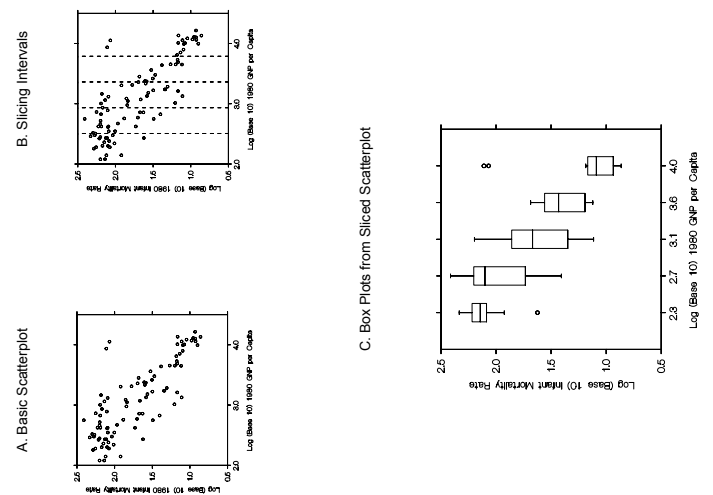 A. Basic Scatterplot
2.5
2.0
1.5
1.0
0.5
Log (Base 10) 1980 Infant Mortality Rate
2.0 3.0 4.0
Log (Base 10) 1980 GNP per Capita
B. Slicing Intervals
2.5
2.0
1.5
1.0
0.5
Log (Base 10) 1980 Infant Mortality Rate
2.0 3.0 4.0
Log (Base 10) 1980 GNP per Capita
C. Box Plots from Sliced Scatterplot
2.5
2.0
1.5
1.0
0.5
Log (Base 10) Infant Mortality Rate
2.3 2.7 3.1 3.6 4.0
Log (Base 10) 1980 GNP per Capita